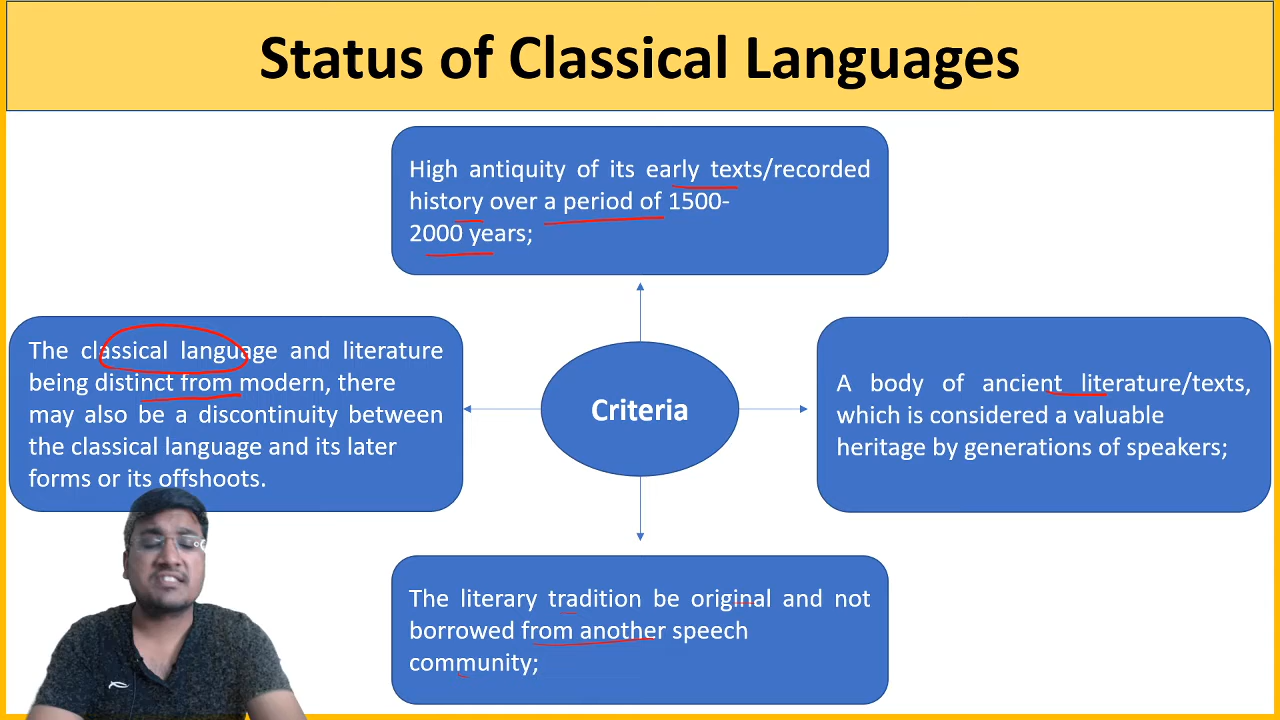 Status of Classical Languages
High antiquity of its early texts/recorded
history over a period of 1500-
2000 years;
The classical language and literature
being distinct from modern, there
may also be a discontinuity between
the classical language and its later
forms or its offshoots.
Criteria
A body of ancient literature/texts,
which is considered a valuable
heritage by generations of speakers;
The literary tradition be original and not
borrowed from another speech
community;